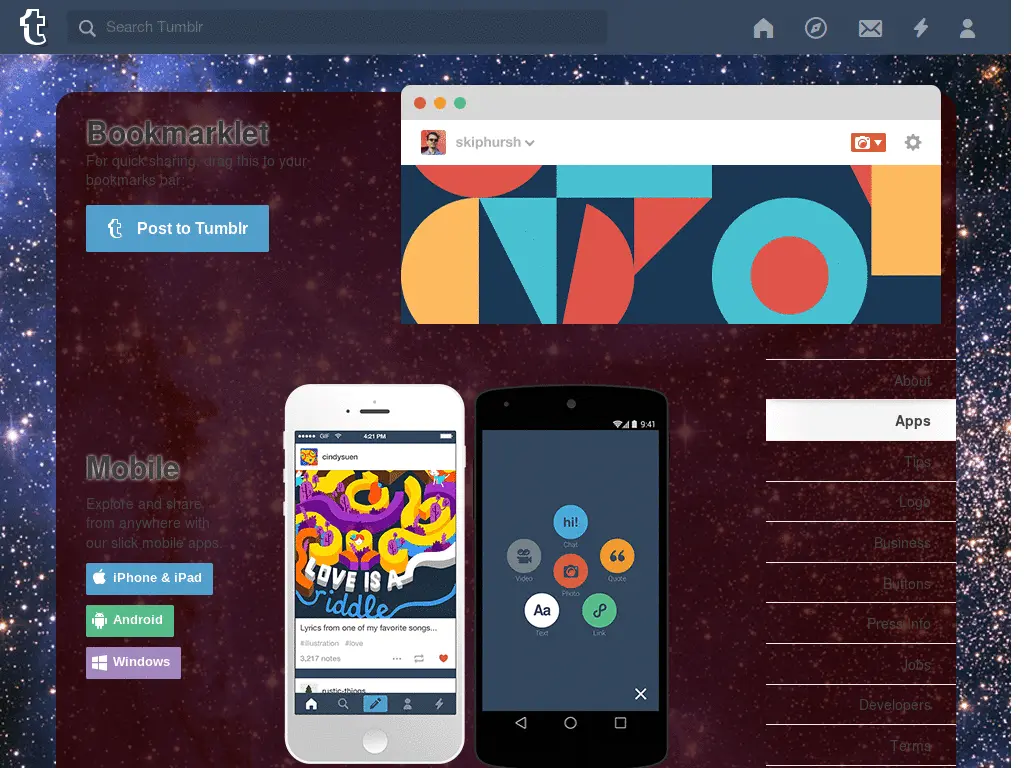 Search Tumblr
Bookmarklet
For quick sharing, drag this to your
bookmarks bar:
Post to Tumblr
skiphursh
Mobile
Explore and share
from anywhere with
our slick mobile apps.
iPhone & iPad
Android
Windows
GIF
4:21 PM
cindysuen
LOVE IS A
riddle
Lyrics from one of my favorite songs...
#illustration #love
3,217 notes
rustic-things
9:41
hi!
Chat
Video
Quote
Photo
Aa
Text
Link
About
Apps
Tips
Logo
Business
Buttons
Press Info
Jobs
Developers
Terms